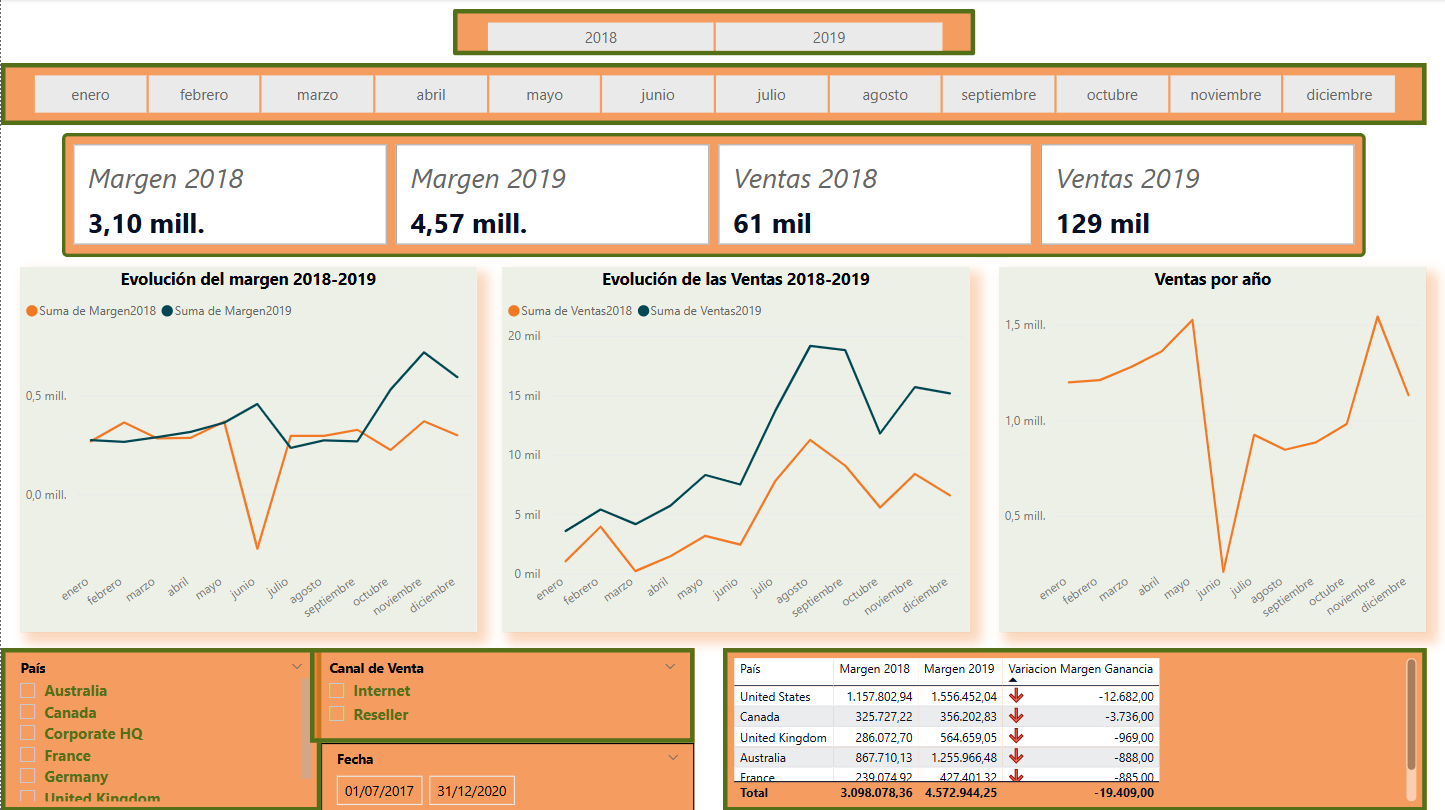 2018 2019
enero febrero marzo abril mayo junio julio agosto septiembre octubre noviembre diciembre
Margen 2018 Margen 2019 Ventas 2018 Ventas 2019
3,10 mill. 4,57 mill. 61 mil 129 mil
Evolución del margen 2018-2019
Suma de Margen2018 Suma de Margen2019
0,5 mill.
0,0 mill.
enero febrero marzo abril mayo junio julio agosto septiembre octubre noviembre diciembre
Evolución de las Ventas 2018-2019
Suma de Ventas2018 Suma de Ventas2019
20 mil
15 mil
10 mil
5 mil
0 mil
enero febrero marzo abril mayo junio julio agosto septiembre octubre noviembre diciembre
Ventas por año
1,5 mill.
1,0 mill.
0,5 mill.
enero febrero marzo abril mayo junio julio agosto septiembre octubre noviembre diciembre
País
Australia
Canada
Corporate HQ
France
Germany
United Kingdom
Canal de Venta
Internet
Reseller
Fecha
01/07/2017 31/12/2020
País Margen 2018 Margen 2019 Variacion Margen Ganancia
United States 1.157.802,94 1.556.452,04 -12.682,00
Canada 325.727,22 356.202,83 -3.736,00
United Kingdom 286.072,70 564.659,05 -969,00
Australia 867.710,13 1.255.966,48 -888,00
France 239.074,92 427.401,32 -885,00
Total 3.098.078,36 4.572.944,25 -19.409,00